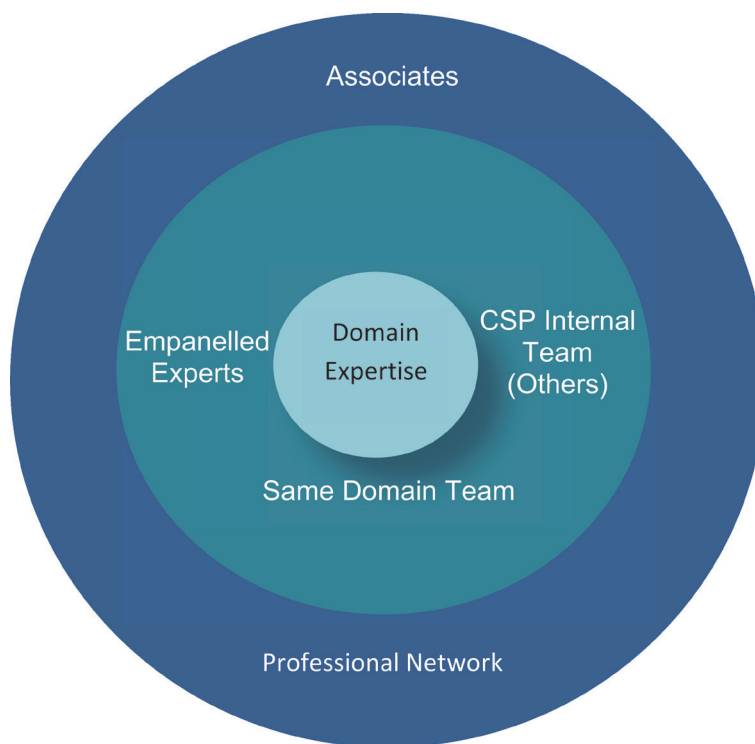 Associates
Empanelled
Experts
Domain
Expertise
CSP Internal
Team
(Others)
Same Domain Team
Professional Network